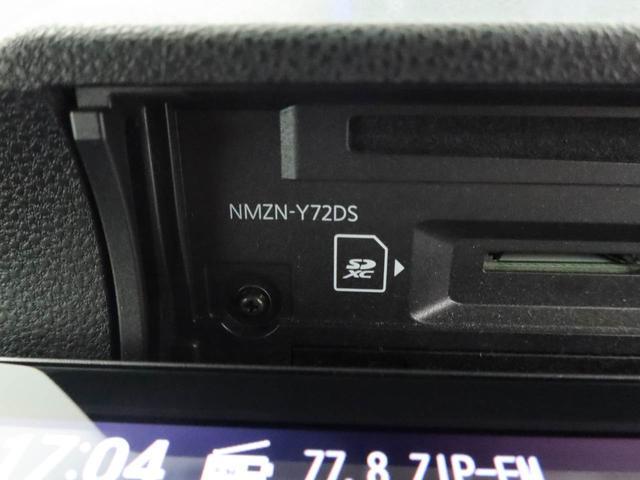 NMZN-Y72DS
SD
XC
17:04 77.8 ZIP-FM